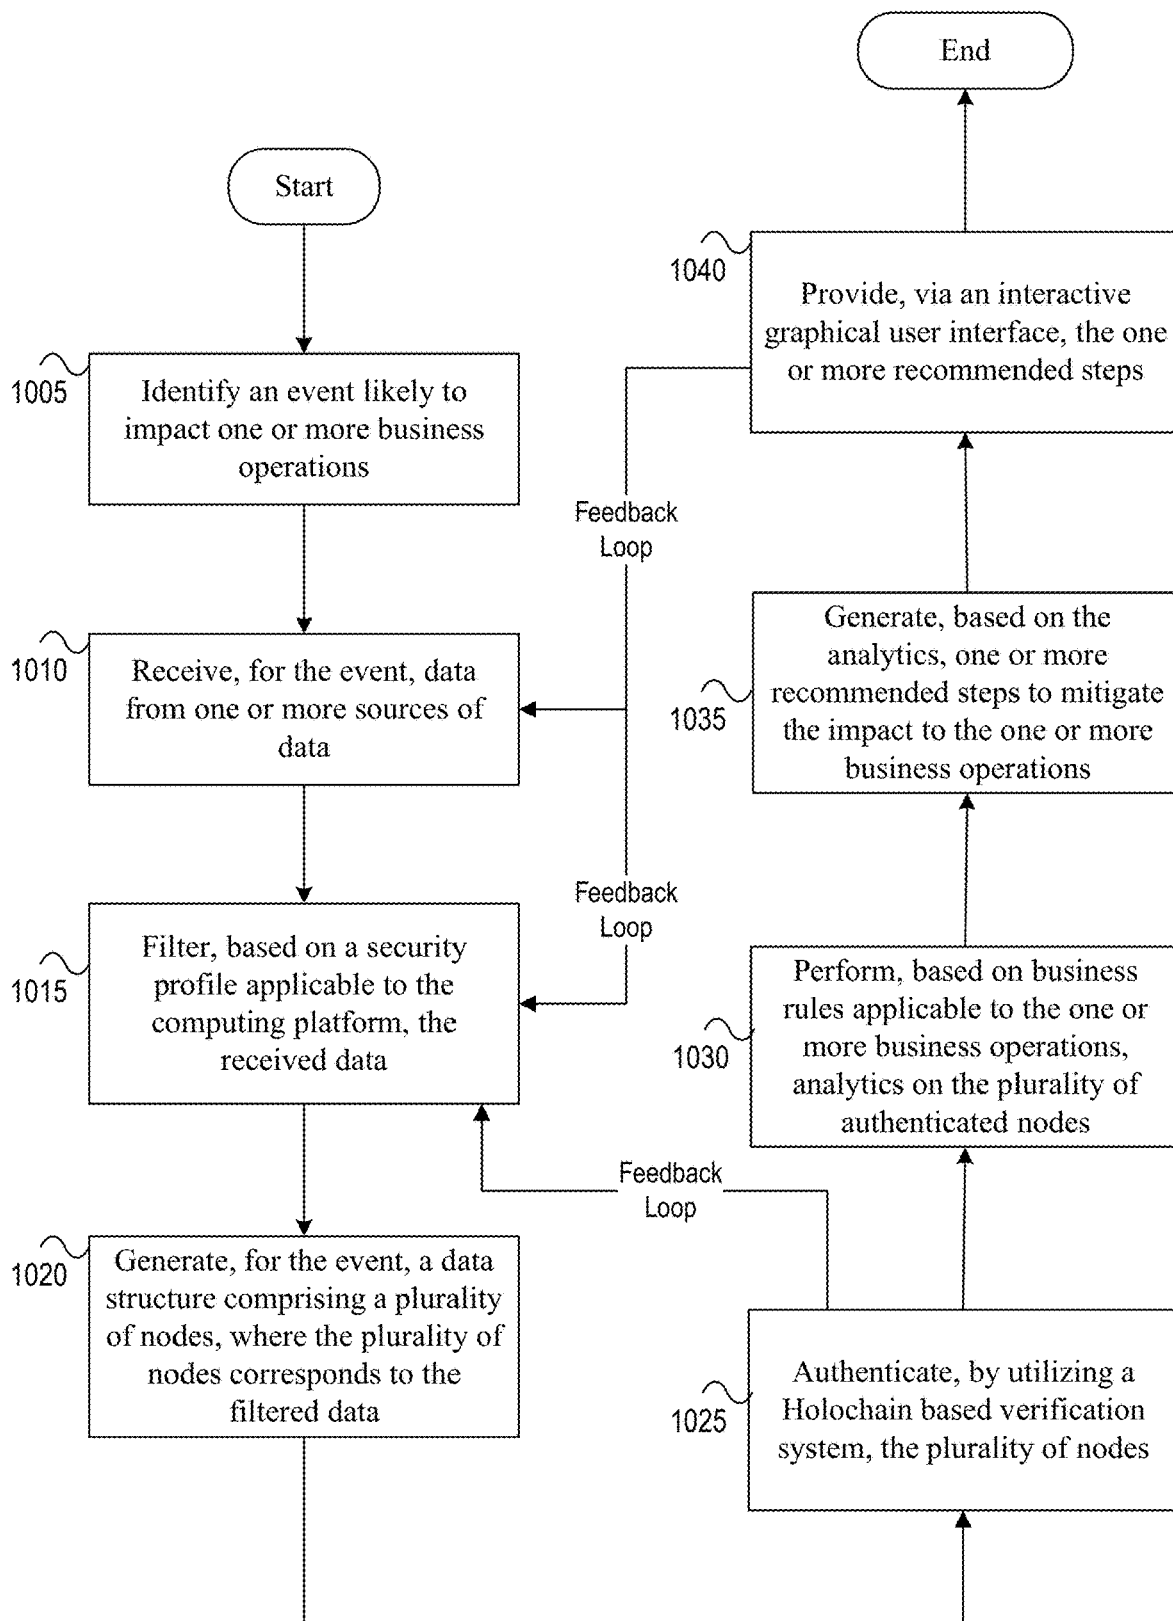 Start
1005
Identify an event likely to
impact one or more business
operations
1010
Receive, for the event, data
from one or more sources of
data
1015
Filter, based on a security
profile applicable to the
computing platform, the
received data
1020
Generate, for the event, a data
structure comprising a plurality
of nodes, where the plurality of
nodes corresponds to the
filtered data
Feedback
Loop
Feedback
Loop
Feedback
Loop
End
1040
Provide, via an interactive
graphical user interface, the one
or more recommended steps
1035
Generate, based on the
analytics, one or more
recommended steps to mitigate
the impact to the one or more
business operations
1030
Perform, based on business
rules applicable to the one or
more business operations,
analytics on the plurality of
authenticated nodes
1025
Authenticate, by utilizing a
Holochain based verification
system, the plurality of nodes